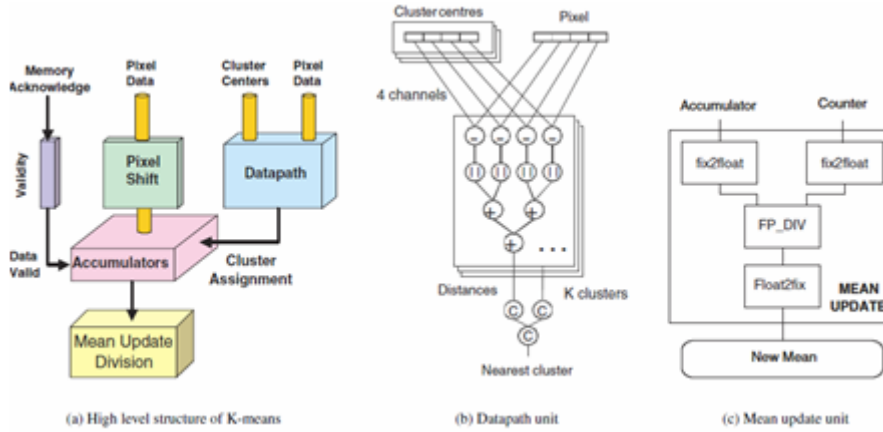 Memory
Acknowledge
Pixel
Data
Cluster
Centers
Pixel
Data
Validity
Pixel
Shift
Datapath
Data
Valid
Accumulators
Cluster
Assignment
Mean Update
Division
(a) High level structure of K-means
Cluster centres
Pixel
4 channels
- - - -
|| || || ||
+ +
+
...
Distances
K clusters
C C
C
Nearest cluster
(b) Datapath unit
Accumulator
Counter
fix2float
fix2float
FP_DIV
Float2fix
MEAN
UPDATE
New Mean
(c) Mean update unit